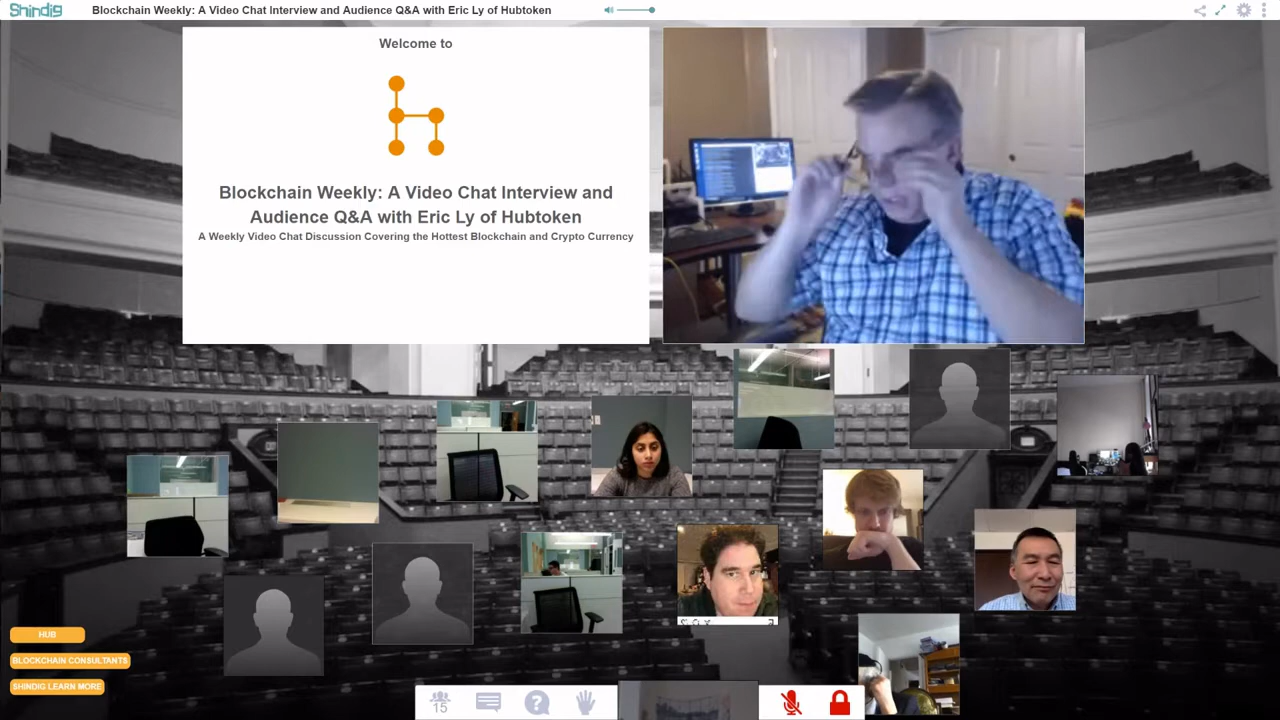 Shindig
Blockchain Weekly: A Video Chat Interview and Audience Q&A with Eric Ly of Hubtoken
Welcome to
Blockchain Weekly: A Video Chat Interview and
Audience Q&A with Eric Ly of Hubtoken
A Weekly Video Chat Discussion Covering the Hottest Blockchain and Crypto Currency
HUB
BLOCKCHAIN CONSULTANTS
SHINDIG LEARN MORE
15